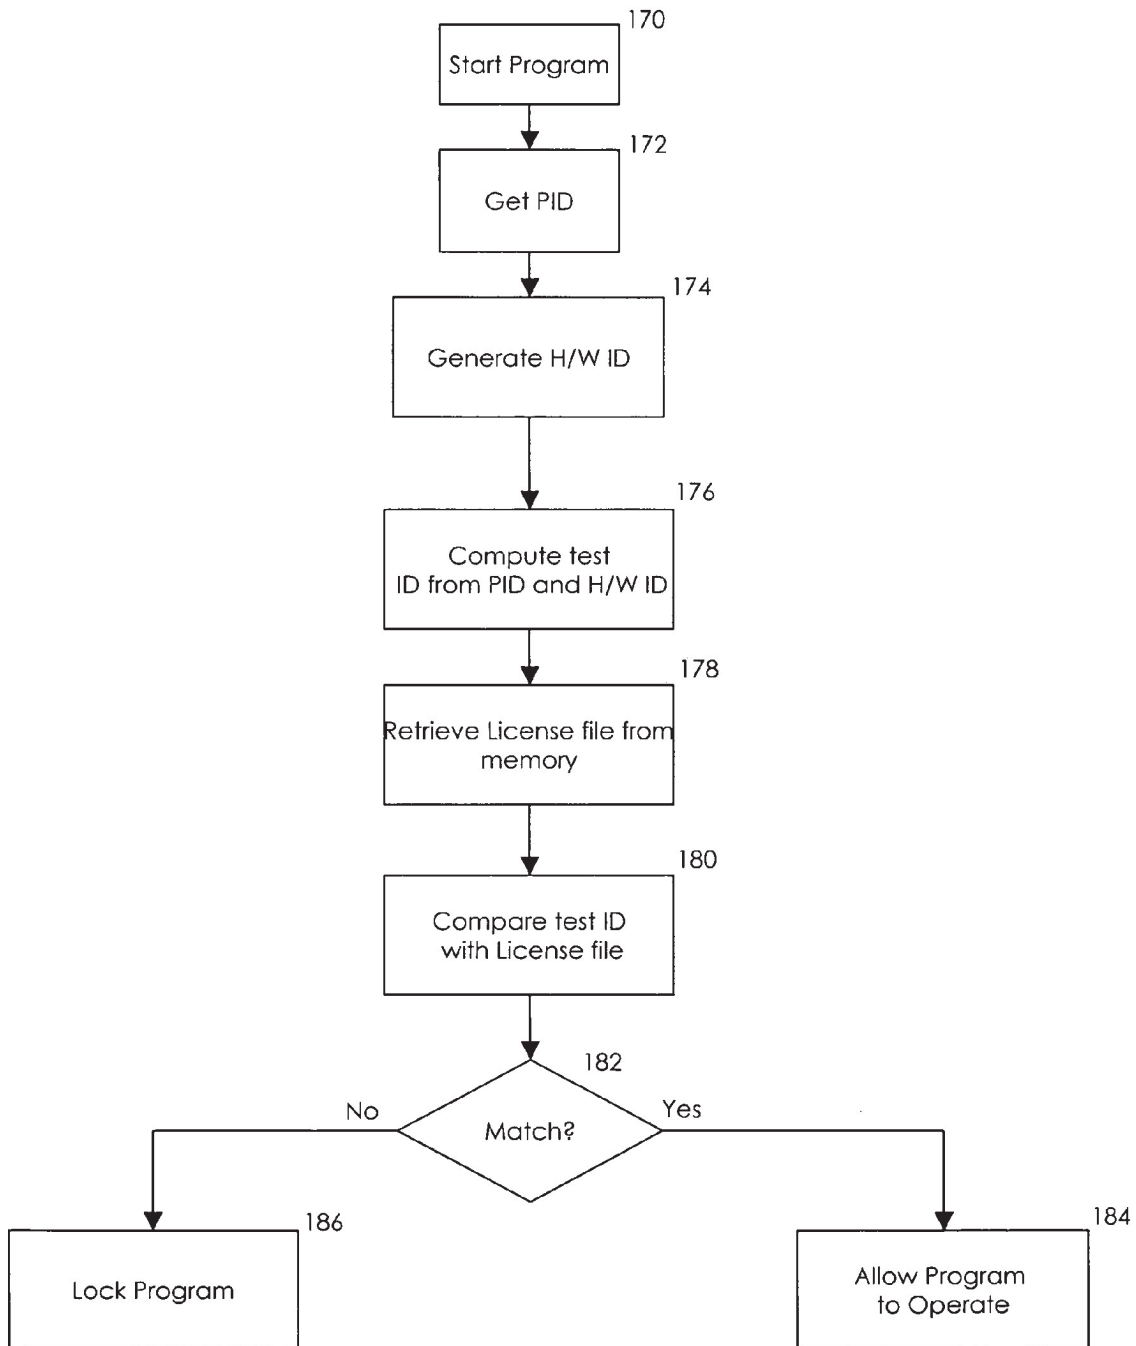 170
Start Program
172
Get PID
174
Generate H/W ID
176
Compute test
ID from PID and H/W ID
178
Retrieve License file from
memory
180
Compare test ID
with License file
182
No
Yes
Match?
186
184
Lock Program
Allow Program
to Operate